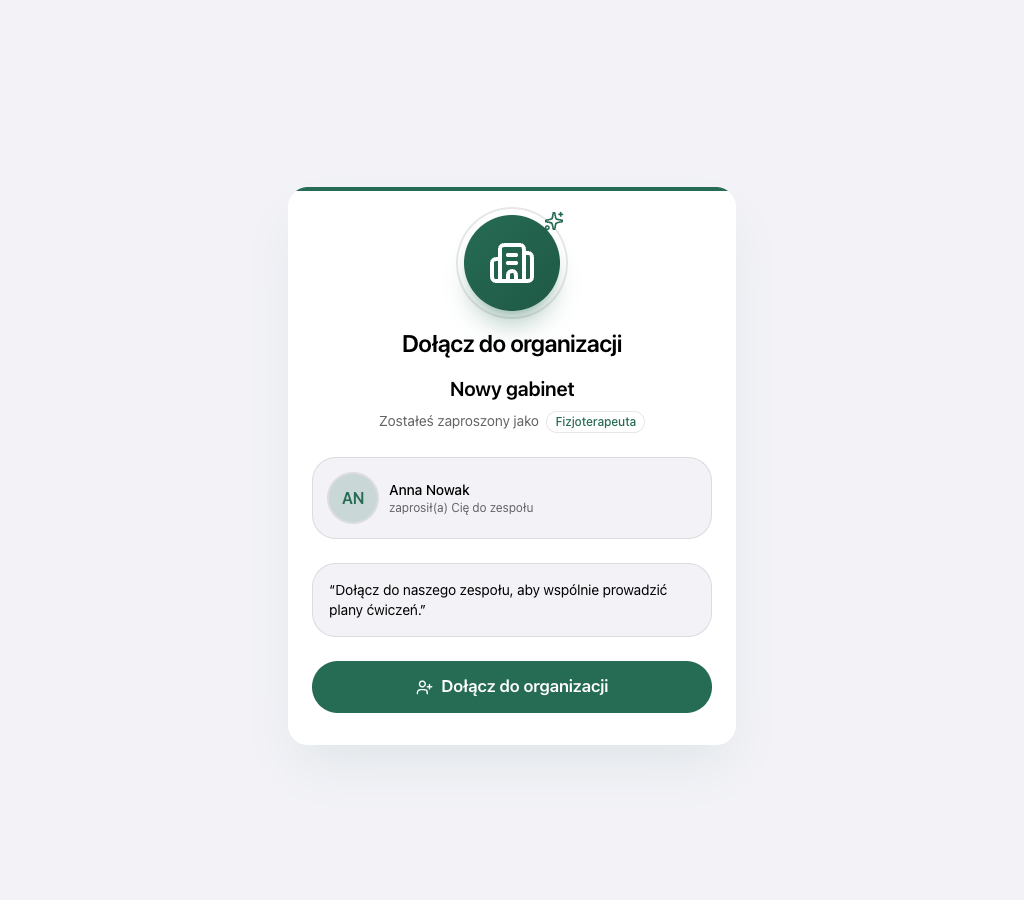 Dołącz do organizacji
Nowy gabinet
Zostałeś zaproszony jako Fizjoterapeuta
AN
Anna Nowak
zaprosił(a) Cię do zespołu
“Dołącz do naszego zespołu, aby wspólnie prowadzić
plany ćwiczeń.”
Dołącz do organizacji